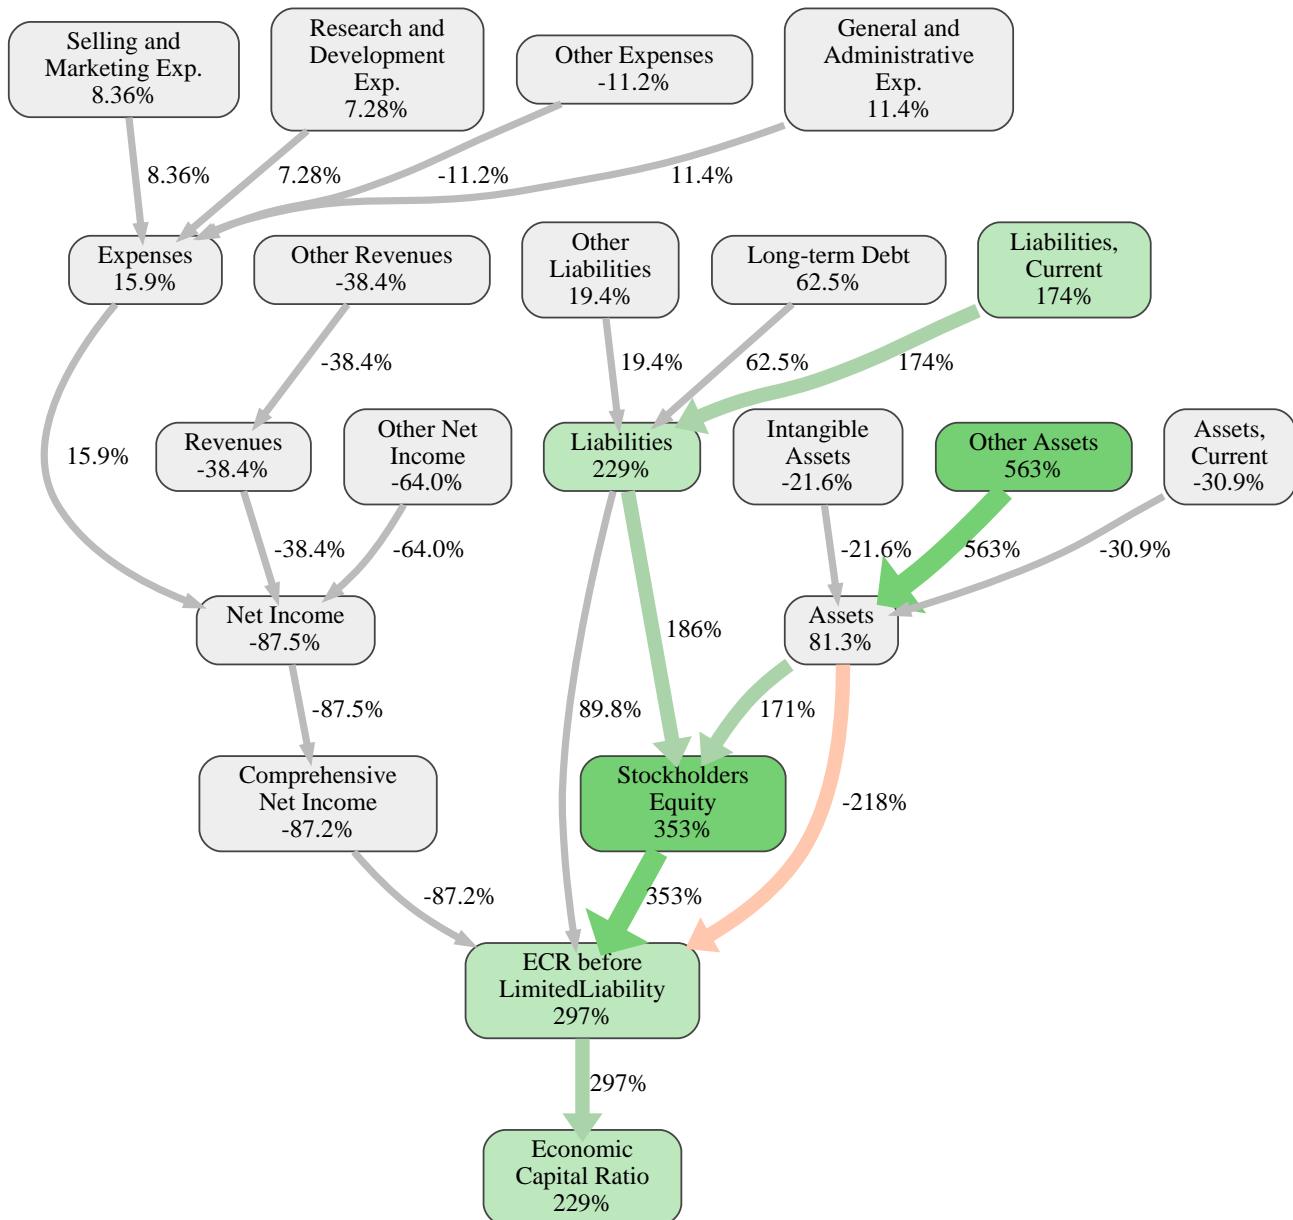 Selling and
Marketing Exp.
8.36%
Research and
Development
Exp.
7.28%
Other Expenses
-11.2%
General and
Administrative
Exp.
11.4%
8.36%
7.28%
-11.2%
11.4%
Expenses
15.9%
Other Revenues
-38.4%
Other
Liabilities
19.4%
Long-term Debt
62.5%
Liabilities,
Current
174%
-38.4%
19.4%
62.5%
174%
15.9%
Revenues
-38.4%
Other Net
Income
-64.0%
Liabilities
229%
Intangible
Assets
-21.6%
Other Assets
563%
Assets,
Current
-30.9%
-38.4%
-64.0%
-21.6%
563%
-30.9%
Net Income
-87.5%
186%
Assets
81.3%
-87.5%
89.8%
171%
-218%
Comprehensive
Net Income
-87.2%
Stockholders
Equity
353%
-87.2%
353%
ECR before
LimitedLiability
297%
297%
Economic
Capital Ratio
229%